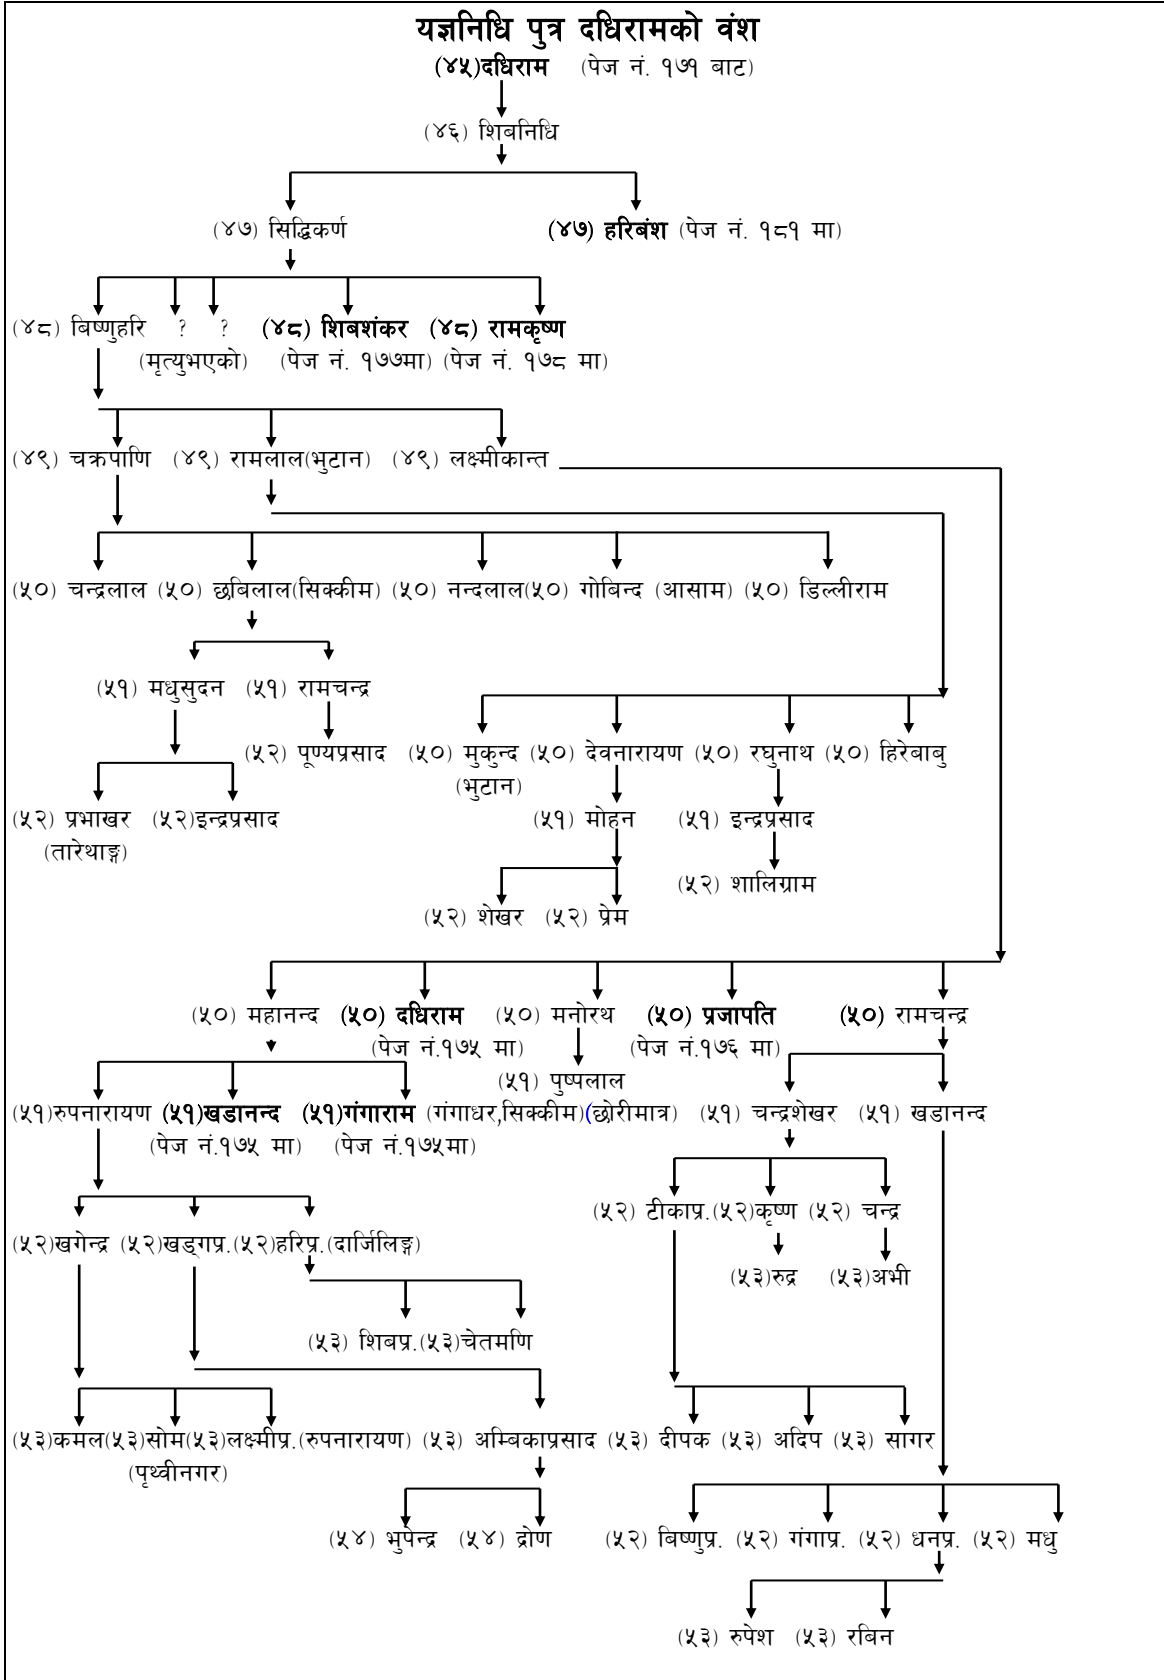 यज्ञनिधि पुत्र दधिरामको वंश
(४५)दधिराम (पेज नं. १७१ बाट)
(४६) शिबनिधि
(४७) सिद्धिकर्ण (४७) हरिबंश (पेज नं. १८१ मा)
(४८) बिष्णुहरि ? ? (४८) शिबशंकर (४८) रामकृष्ण
(मृत्युभएको) (पेज नं. १७७मा) (पेज नं. १७८ मा)
(४९) चक्रपाणि (४९) रामलाल(भुटान) (४९) लक्ष्मीकान्त
(५०) चन्द्रलाल (५०) छबिलाल(सिक्कीम) (५०) नन्दलाल(५०) गोबिन्द (आसाम) (५०) डिल्लीराम
(५१) मधुसुदन (५१) रामचन्द्र
(५२) पूण्यप्रसाद (५०) मुकुन्द (५०) देवनारायण (५०) रघुनाथ (५०) हिरेबाबु
(भुटान)
(५२) प्रभाखर (५२)इन्द्रप्रसाद (५१) मोहन (५१) इन्द्रप्रसाद
(तारेथाङ्ग)
(५२) शालिग्राम
(५२) शेखर (५२) प्रेम
(५०) महानन्द (५०) दधिराम (५०) मनोरथ (५०) प्रजापति (५०) रामचन्द्र
(पेज नं.१७५ मा) (पेज नं.१७६ मा)
(५१) पुष्पलाल
(५१)रुपनारायण (५१)खडानन्द (५१)गंगाराम (गंगाधर,सिक्कीम)(छोरीमात्र) (५१) चन्द्रशेखर (५१) खडानन्द
(पेज नं.१७५ मा) (पेज नं.१७५मा)
(५२) टीकाप्र.(५२)कृष्ण (५२) चन्द्र
(५२)खगेन्द्र (५२)खड्गप्र.(५२)हरिप्र.(दार्जिलिङ्ग)
(५३)रुद्र (५३)अभी
(५३) शिबप्र.(५३)चेतमणि
(५३)कमल(५३)सोम(५३)लक्ष्मीप्र.(रुपनारायण) (५३) अम्बिकाप्रसाद (५३) दीपक (५३) अदिप (५३) सागर
(पृथ्वीनगर)
(५४) भुपेन्द्र (५४) द्रोण (५२) बिष्णुप्र. (५२) गंगाप्र. (५२) धनप्र. (५२) मधु
(५३) रुपेश (५३) रबिन